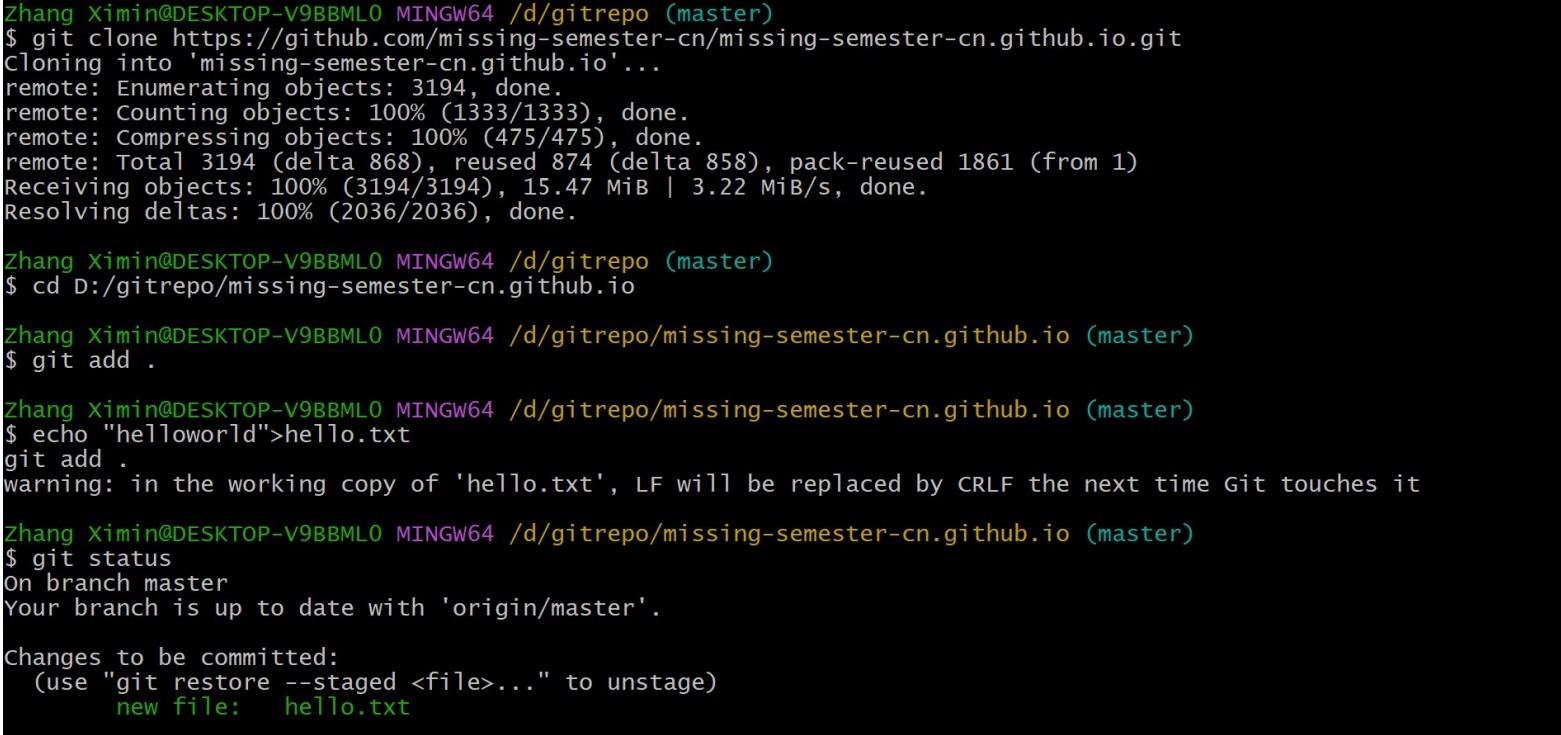 Zhang Ximin@DESKTOP-V9BBML0 MINGW64 /d/gitrepo (master)
$ git clone https://github.com/missing-semester-cn/missing-semester-cn.github.io.git
Cloning into 'missing-semester-cn.github.io'...
remote: Enumerating objects: 3194, done.
remote: Counting objects: 100% (1333/1333), done.
remote: Compressing objects: 100% (475/475), done.
remote: Total 3194 (delta 868), reused 874 (delta 858), pack-reused 1861 (from 1)
Receiving objects: 100% (3194/3194), 15.47 MiB | 3.22 MiB/s, done.
Resolving deltas: 100% (2036/2036), done.
Zhang Ximin@DESKTOP-V9BBML0 MINGW64 /d/gitrepo (master)
$ cd D:/gitrepo/missing-semester-cn.github.io
Zhang Ximin@DESKTOP-V9BBML0 MINGW64 /d/gitrepo/missing-semester-cn.github.io (master)
$ git add .
Zhang Ximin@DESKTOP-V9BBML0 MINGW64 /d/gitrepo/missing-semester-cn.github.io (master)
$ echo "helloworld">hello.txt
git add .
warning: in the working copy of 'hello.txt', LF will be replaced by CRLF the next time Git touches it
Zhang Ximin@DESKTOP-V9BBML0 MINGW64 /d/gitrepo/missing-semester-cn.github.io (master)
$ git status
On branch master
Your branch is up to date with 'origin/master'.
Changes to be committed:
  (use "git restore --staged <file>..." to unstage)
        new file:   hello.txt